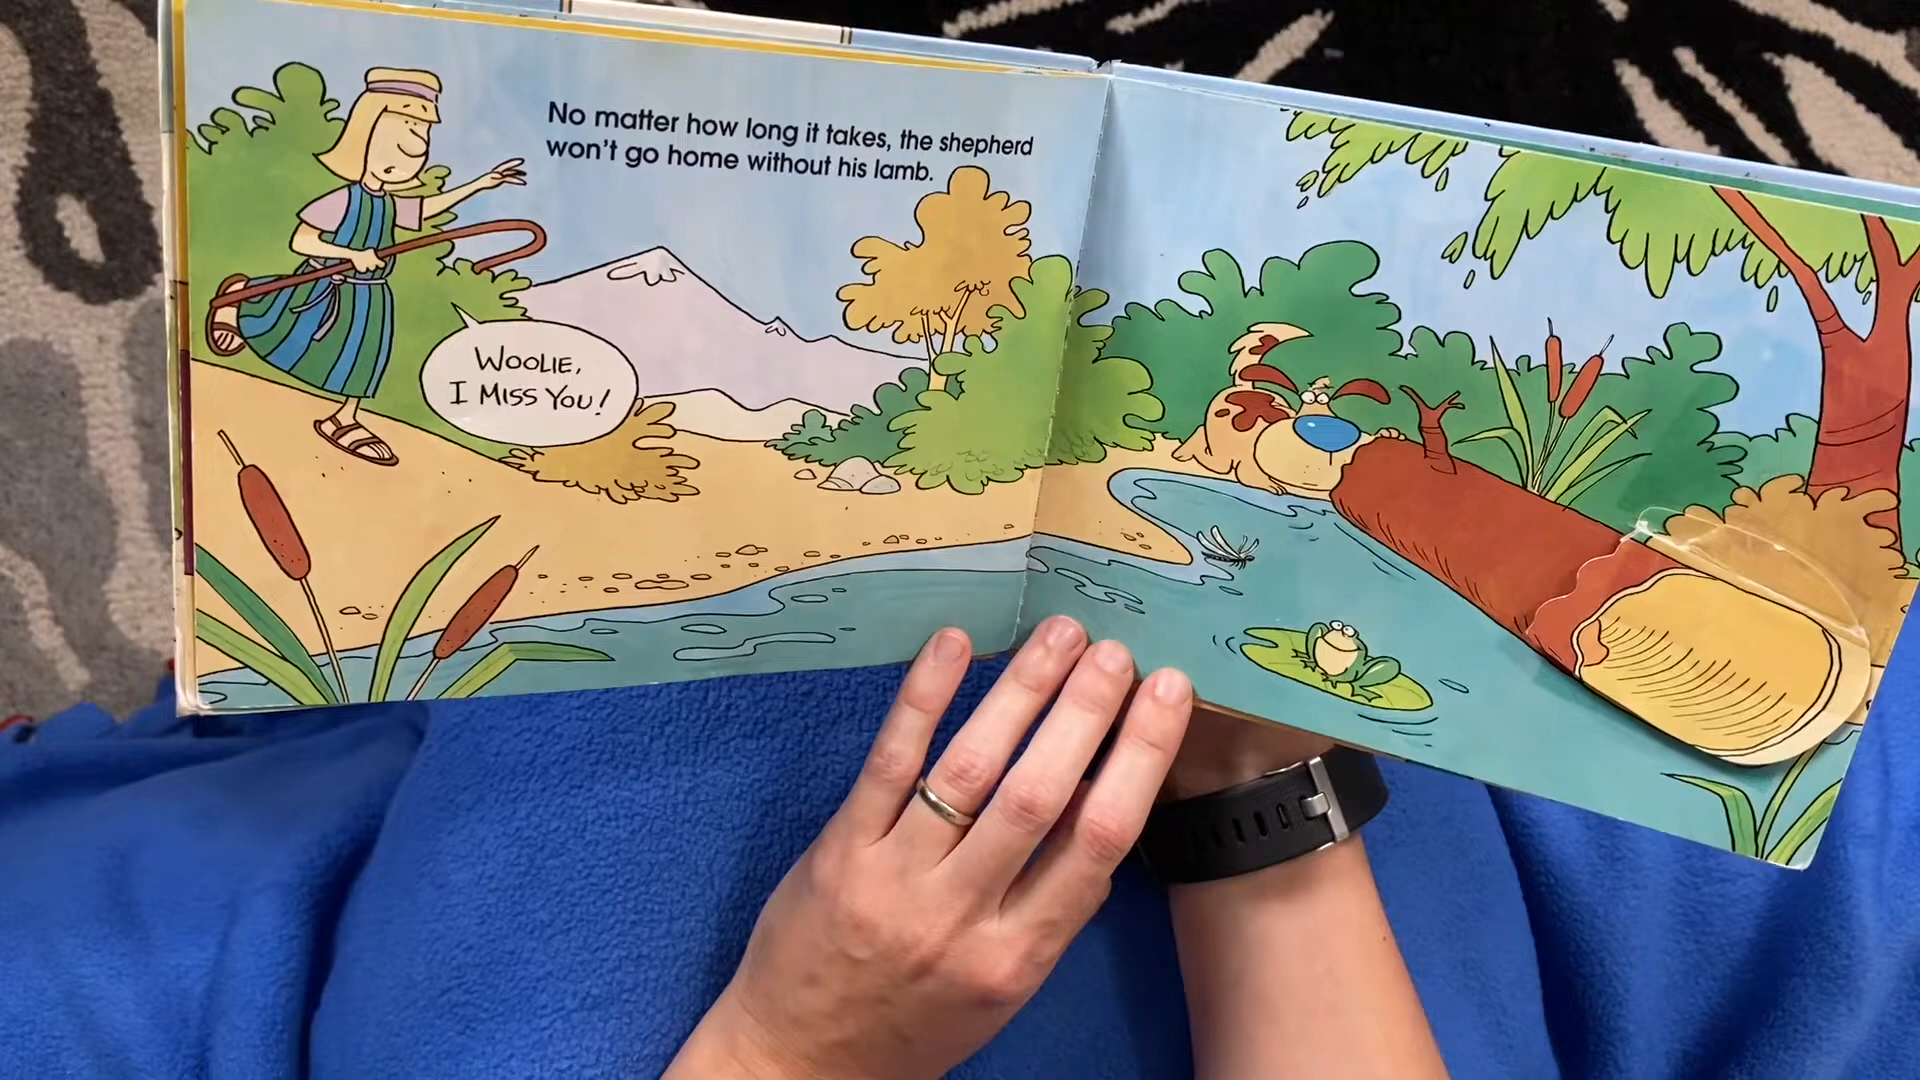 No matter how long it takes, the shepherd
won't go home without his lamb.
WOOLIE,
I MISS YOU!